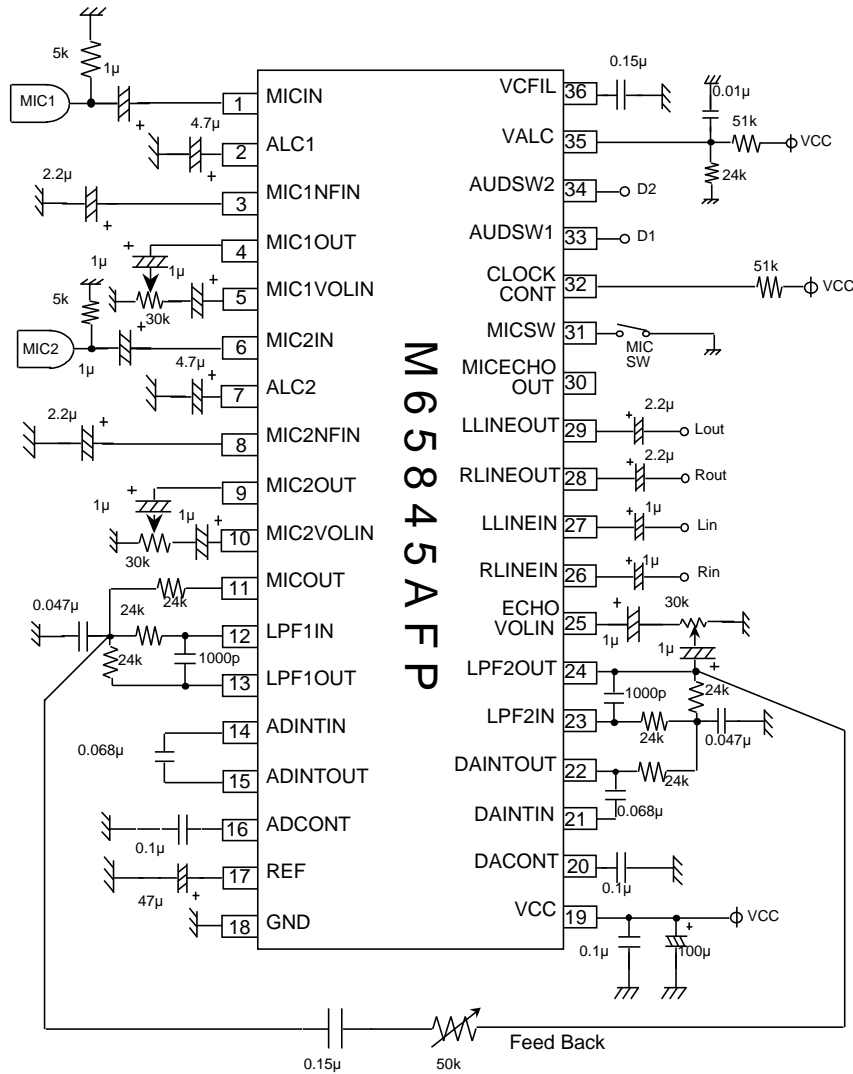 5k
1µ
MIC1
+
1
MICIN
4.7µ
+
2
ALC1
2.2µ
+
3
MIC1NFIN
4
MIC1OUT
+
1µ
+
30k
5
MIC1VOLIN
1µ
5k
+
MIC2
1µ
6
MIC2IN
4.7µ
+
7
ALC2
2.2µ
+
8
MIC2NFIN
9
MIC2OUT
+
1µ
1µ
+
30k
10
MIC2VOLIN
11
MICOUT
24k
0.047µ
24k
12
LPF1IN
24k
1000p
13
LPF1OUT
14
ADINTIN
0.068µ
15
ADINTOUT
16
ADCONT
0.1µ
17
REF
47µ
+
18
GND
M65845AFP
VCFIL
36
0.15µ
0.01µ
VALC
35
51k
VCC
24k
AUDSW2
34
D2
AUDSW1
33
D1
CLOCK
CONT
32
51k
VCC
MICSW
31
MIC
SW
MICECHO
OUT
30
LLINEOUT
29
+
2.2µ
Lout
RLINEOUT
28
+
2.2µ
Rout
LLINEIN
27
+
1µ
Lin
RLINEIN
26
+
1µ
Rin
ECHO
VOLIN
25
+
1µ
30k
1µ
+
LPF2OUT
24
1000p
24k
LPF2IN
23
24k
0.047µ
DAINTOUT
22
24k
0.068µ
DAINTIN
21
DACONT
20
0.1µ
VCC
19
VCC
0.1µ
+
100µ
0.15µ
50k
Feed Back